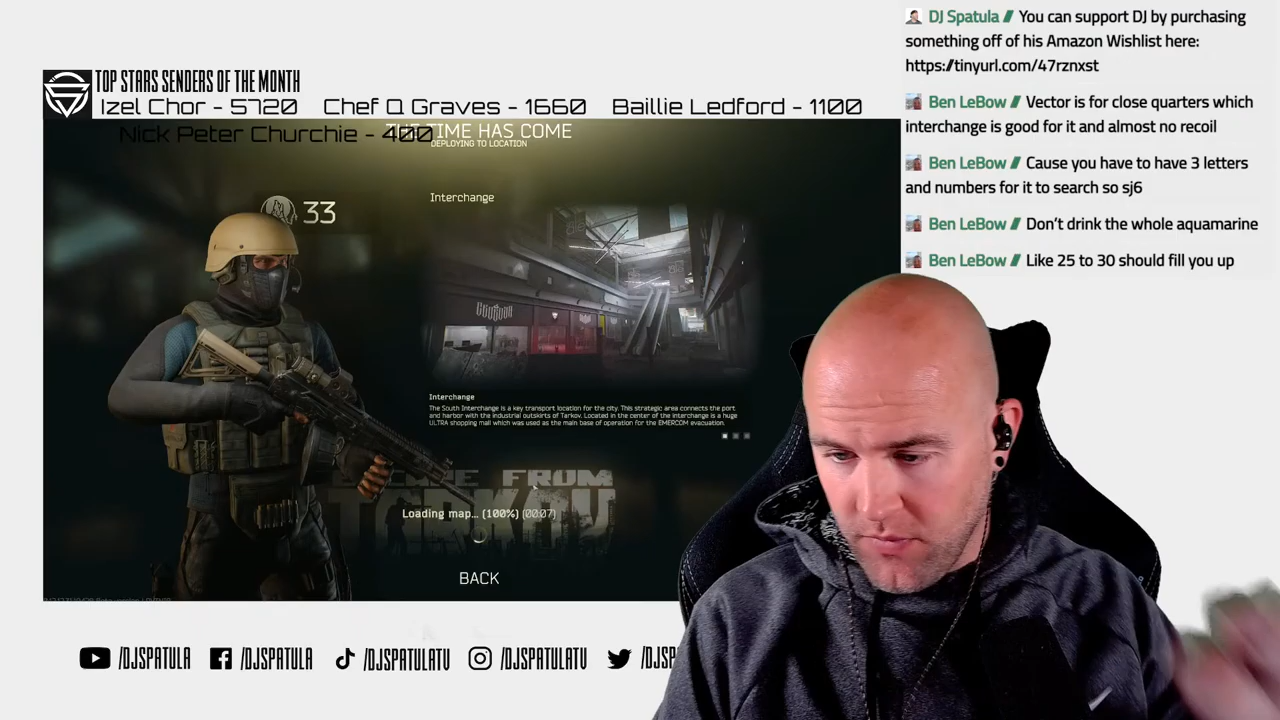 TOP STARS SENDERS OF THE MONTH
Izel Chor - 5720 Chef Q Graves - 1660 Baillie Ledford - 1100
Nick Peter Churchie - 400
THE TIME HAS COME
DEPLOYING TO LOCATION
33
Interchange
Interchange
The South Interchange is a key transport location for the city. This strategic area connects the port
and harbor with the industrial outskirts of Tarkov. Located in the center of the interchange is a huge
ULTRA shopping mall which was used as the main base of operation for the EMERCOM evacuation.
ESCAPE FROM
TARKOV
Loading map... (100%) (00:07)
BACK
/DJSPATULA /DJSPATULA /DJSPATULATV /DJSPATULATV /DJSP
DJ Spatula // You can support DJ by purchasing
something off of his Amazon Wishlist here:
https://tinyurl.com/47rznxst
Ben LeBow // Vector is for close quarters which
interchange is good for it and almost no recoil
Ben LeBow // Cause you have to have 3 letters
and numbers for it to search so sj6
Ben LeBow // Don't drink the whole aquamarine
Ben LeBow // Like 25 to 30 should fill you up